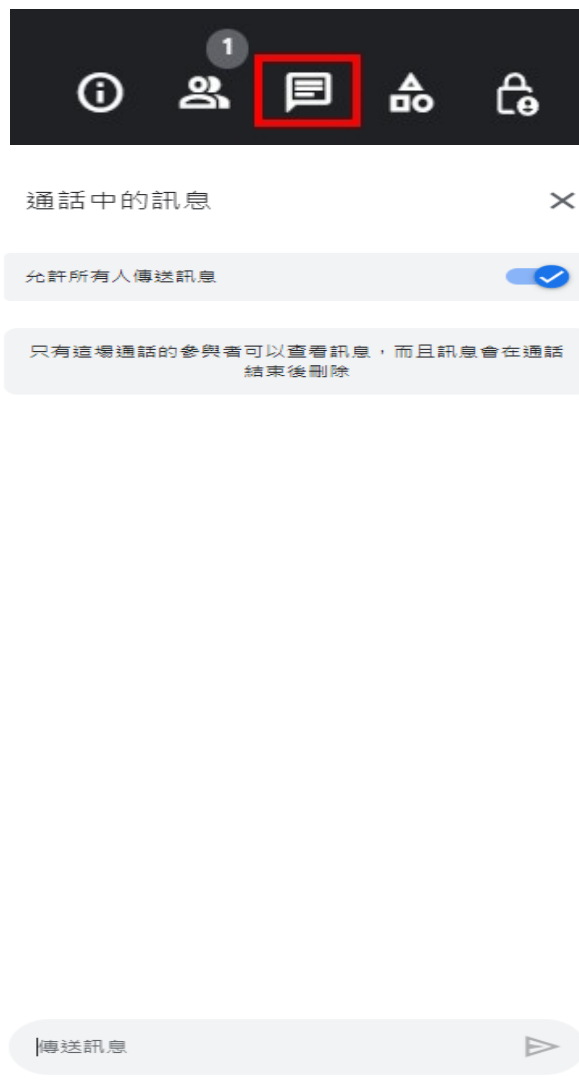 1
通話中的訊息
允許所有人傳送訊息
只有這場通話的參與者可以查看訊息，而且訊息會在通話
結束後刪除
傳送訊息